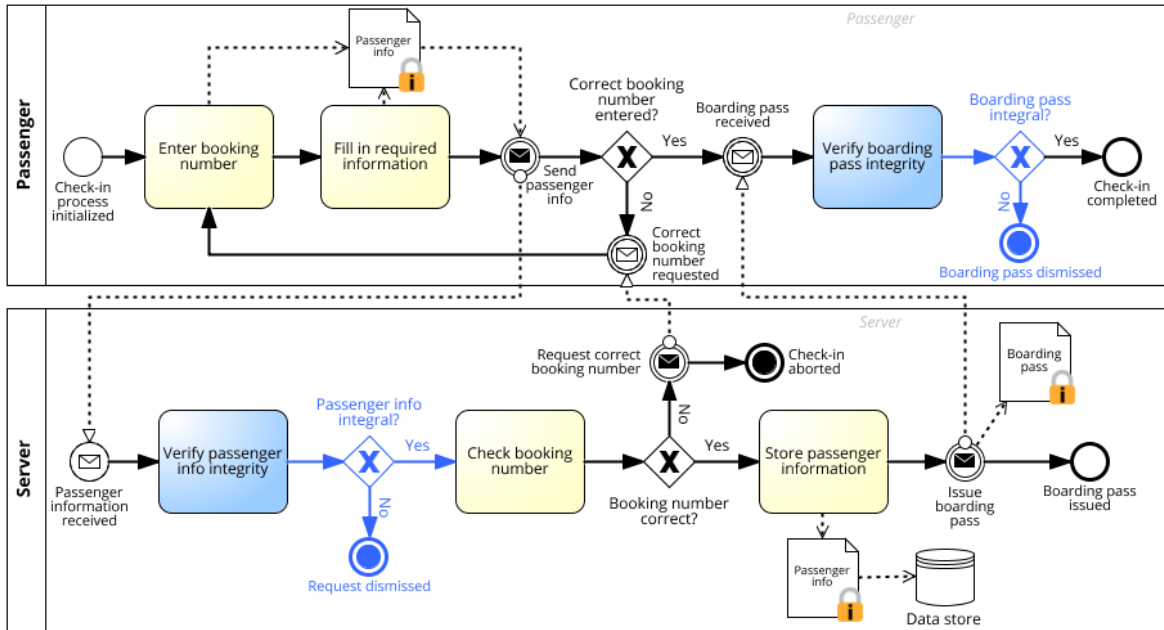 Passenger
Passenger
Passenger
info
Enter booking
number
Fill in required
information
Correct booking
number
entered?
Boarding pass
received
Boarding pass
integral?
Verify boarding
pass integrity
Yes
Yes
Check-in
process
initialized
Send
passenger
info
No
No
Check-in
completed
Correct
booking
number
requested
Boarding pass dismissed
Server
Server
Request correct
booking number
Check-in
aborted
Boarding
pass
Passenger info
integral?
No
Verify passenger
info integrity
Yes
Check booking
number
Yes
Store passenger
information
Passenger
information
received
No
Booking number
correct?
Issue
boarding
pass
Boarding pass
issued
Request dismissed
Passenger
info
Data store